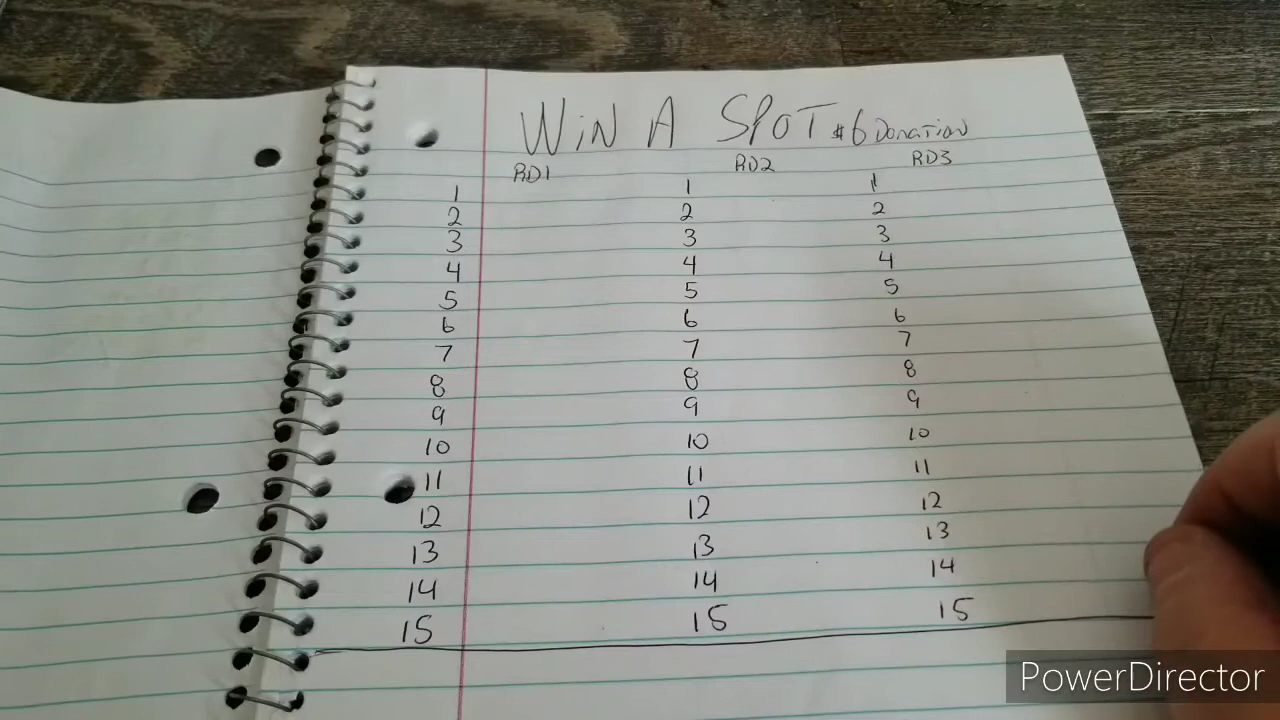 WiN A SPOT $6 Donation
RD1 RD2 RD3
1 1 1
2 2 2
3 3 3
4 4 4
5 5 5
6 6 6
7 7 7
8 8 8
9 9 9
10 10 10
11 11 11
12 12 12
13 13 13
14 14 14
15 15 15
PowerDirector